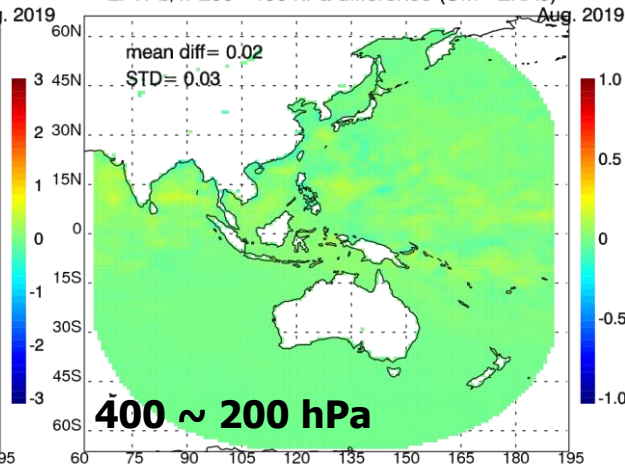 Aug. 2019
mean diff= 0.02
STD= 0.03
60N
45N
30N
15N
0
15S
30S
45S
60S
3
2
1
0
-1
-2
-3
1.0
0.5
0
-0.5
-1.0
400 ~ 200 hPa
60 75 90 105 120 135 150 165 180 195